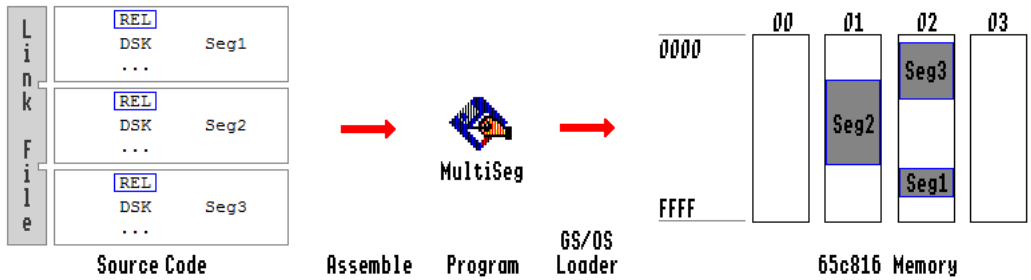 Link File
REL
DSK Seg1
...
REL
DSK Seg2
...
REL
DSK Seg3
...
Source Code
Assemble
MultiSeg
Program
GS/OS
Loader
00 01 02 03
0000
FFFF
Seg3
Seg2
Seg1
65c816 Memory